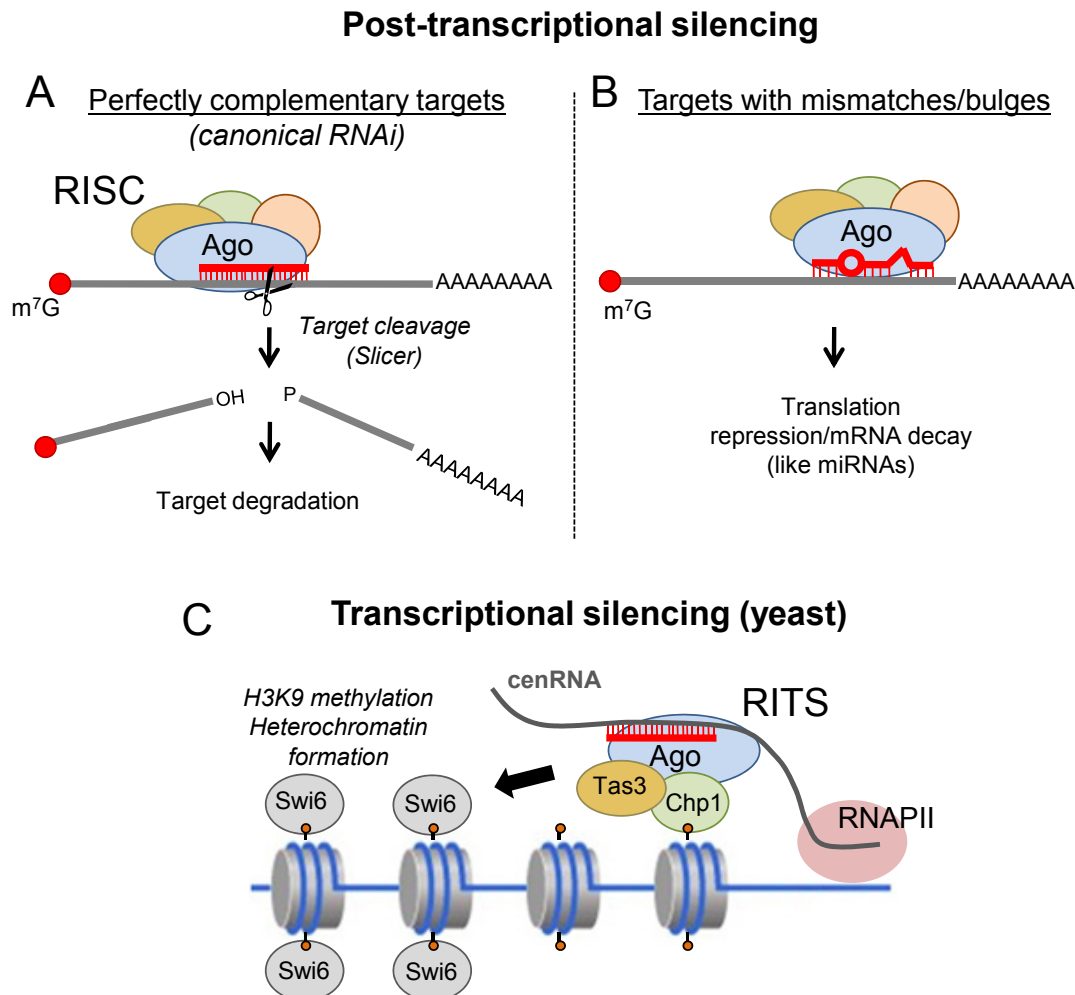 Post-transcriptional silencing
A
Perfectly complementary targets
(canonical RNAi)
RISC
Ago
AAAAAAAA
m⁷G
Target cleavage
(Slicer)
OH
P
AAAAAAAA
Target degradation
B
Targets with mismatches/bulges
Ago
AAAAAAAA
m⁷G
Translation
repression/mRNA decay
(like miRNAs)
C
Transcriptional silencing (yeast)
H3K9 methylation
Heterochromatin
formation
cenRNA
RITS
Ago
Tas3
Chp1
RNAPII
Swi6
Swi6
Swi6
Swi6